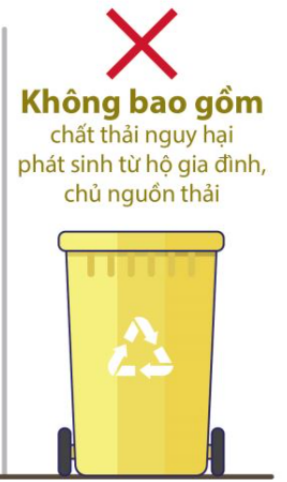 Không bao gồm
chất thải nguy hại
phát sinh từ hộ gia đình,
chủ nguồn thải